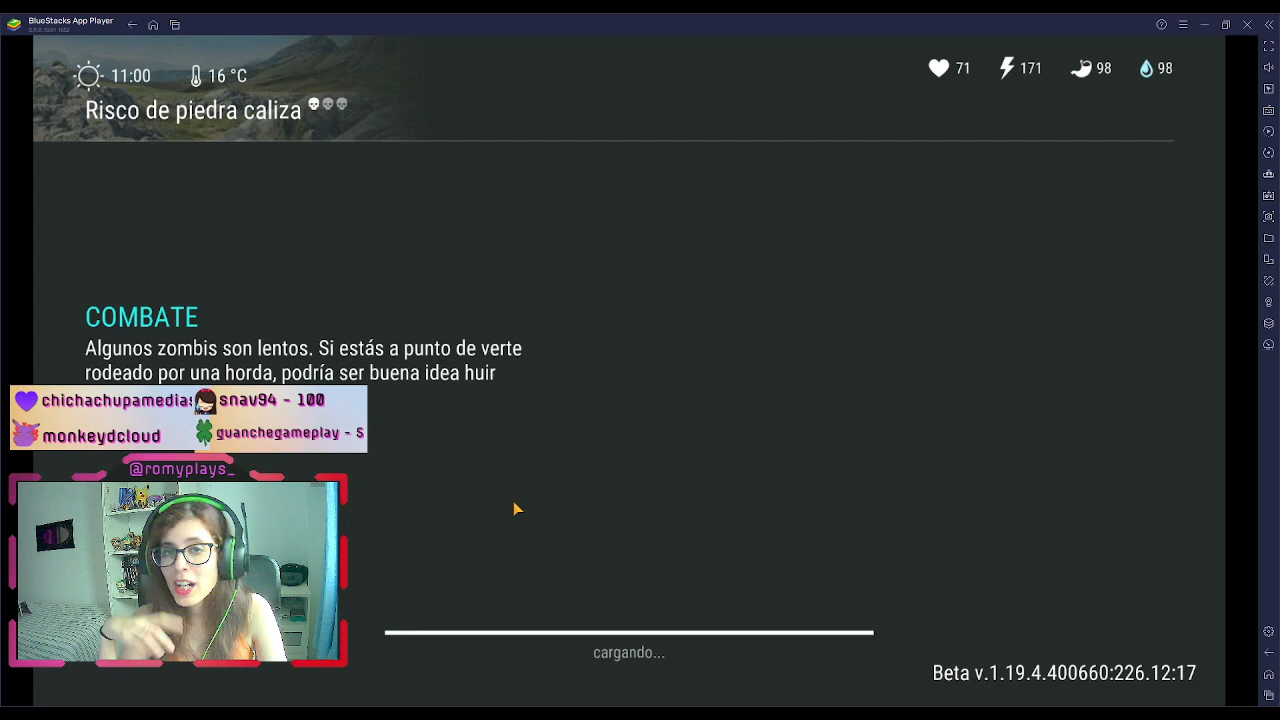 BlueStacks App Player
11:00 16 °C
71 171 98 98
Risco de piedra caliza
COMBATE
Algunos zombis son lentos. Si estás a punto de verte
rodeado por una horda, podría ser buena idea huir
chichachupamedias snav94 - 100
monkeydcloud guanchegameplay - S
@romyplays_
cargando...
Beta v.1.19.4.400660:226.12:17